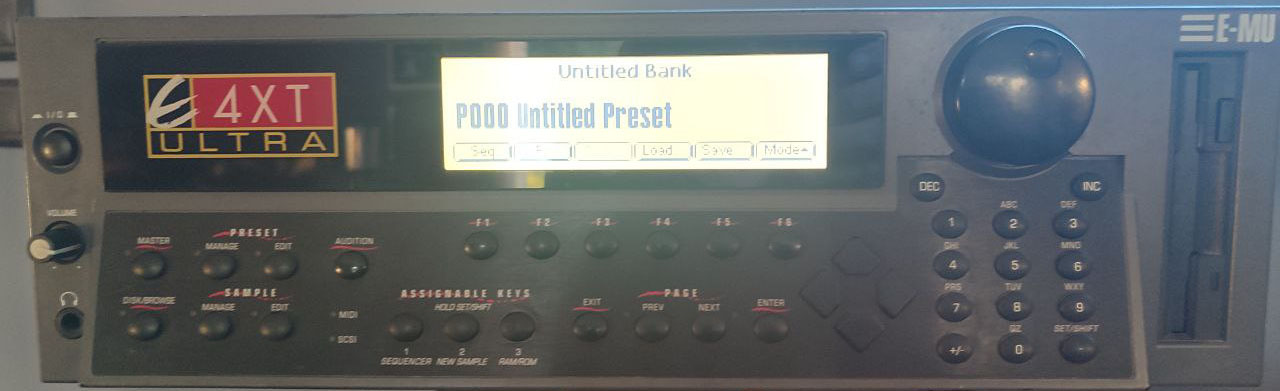 E-MU
I/O
E4XT
ULTRA
Untitled Bank
P000 Untitled Preset
Seq
Load
Save
Mode
VOLUME
DEC
INC
F1 F2 F3 F4 F5 F6
MASTER
PRESET
MANAGE EDIT
AUDITION
DISK/BROWSE
SAMPLE
MANAGE EDIT
MIDI
SCSI
ASSIGNABLE KEYS
HOLD SET/SHIFT
1 2 3
SEQUENCER NEW SAMPLE RAM/ROM
EXIT
PAGE
PREV NEXT
ENTER
ABC DEF
1 2 3
GHI JKL MNO
4 5 6
PRS TUV WXY
7 8 9
QZ SET/SHIFT
+/- 0